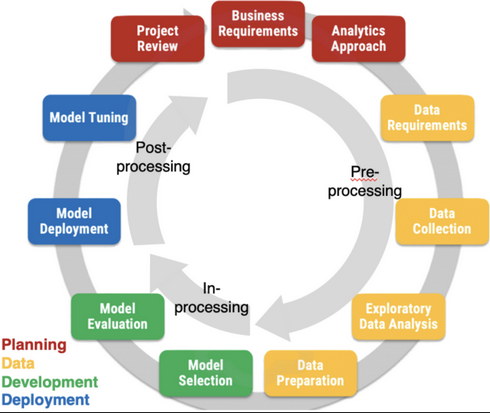 Business
Requirements
Project
Review
Analytics
Approach
Model Tuning
Data
Requirements
Post-
processing
Pre-
processing
Model
Deployment
Data
Collection
In-
processing
Model
Evaluation
Exploratory
Data Analysis
Model
Selection
Data
Preparation
Planning
Data
Development
Deployment